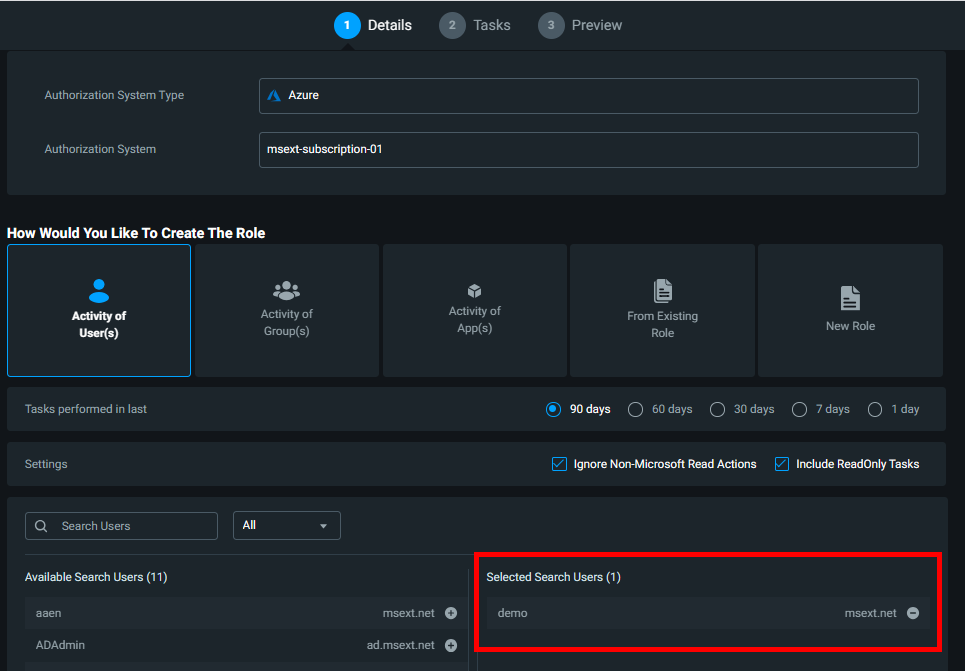 1 Details 2 Tasks 3 Preview
Authorization System Type Azure
Authorization System msext-subscription-01
How Would You Like To Create The Role
Activity of
User(s)
Activity of
Group(s)
Activity of
App(s)
From Existing
Role
New Role
Tasks performed in last 90 days 60 days 30 days 7 days 1 day
Settings Ignore Non-Microsoft Read Actions Include ReadOnly Tasks
Search Users All
Available Search Users (11)
aaen msext.net
ADAdmin ad.msext.net
Selected Search Users (1)
demo msext.net